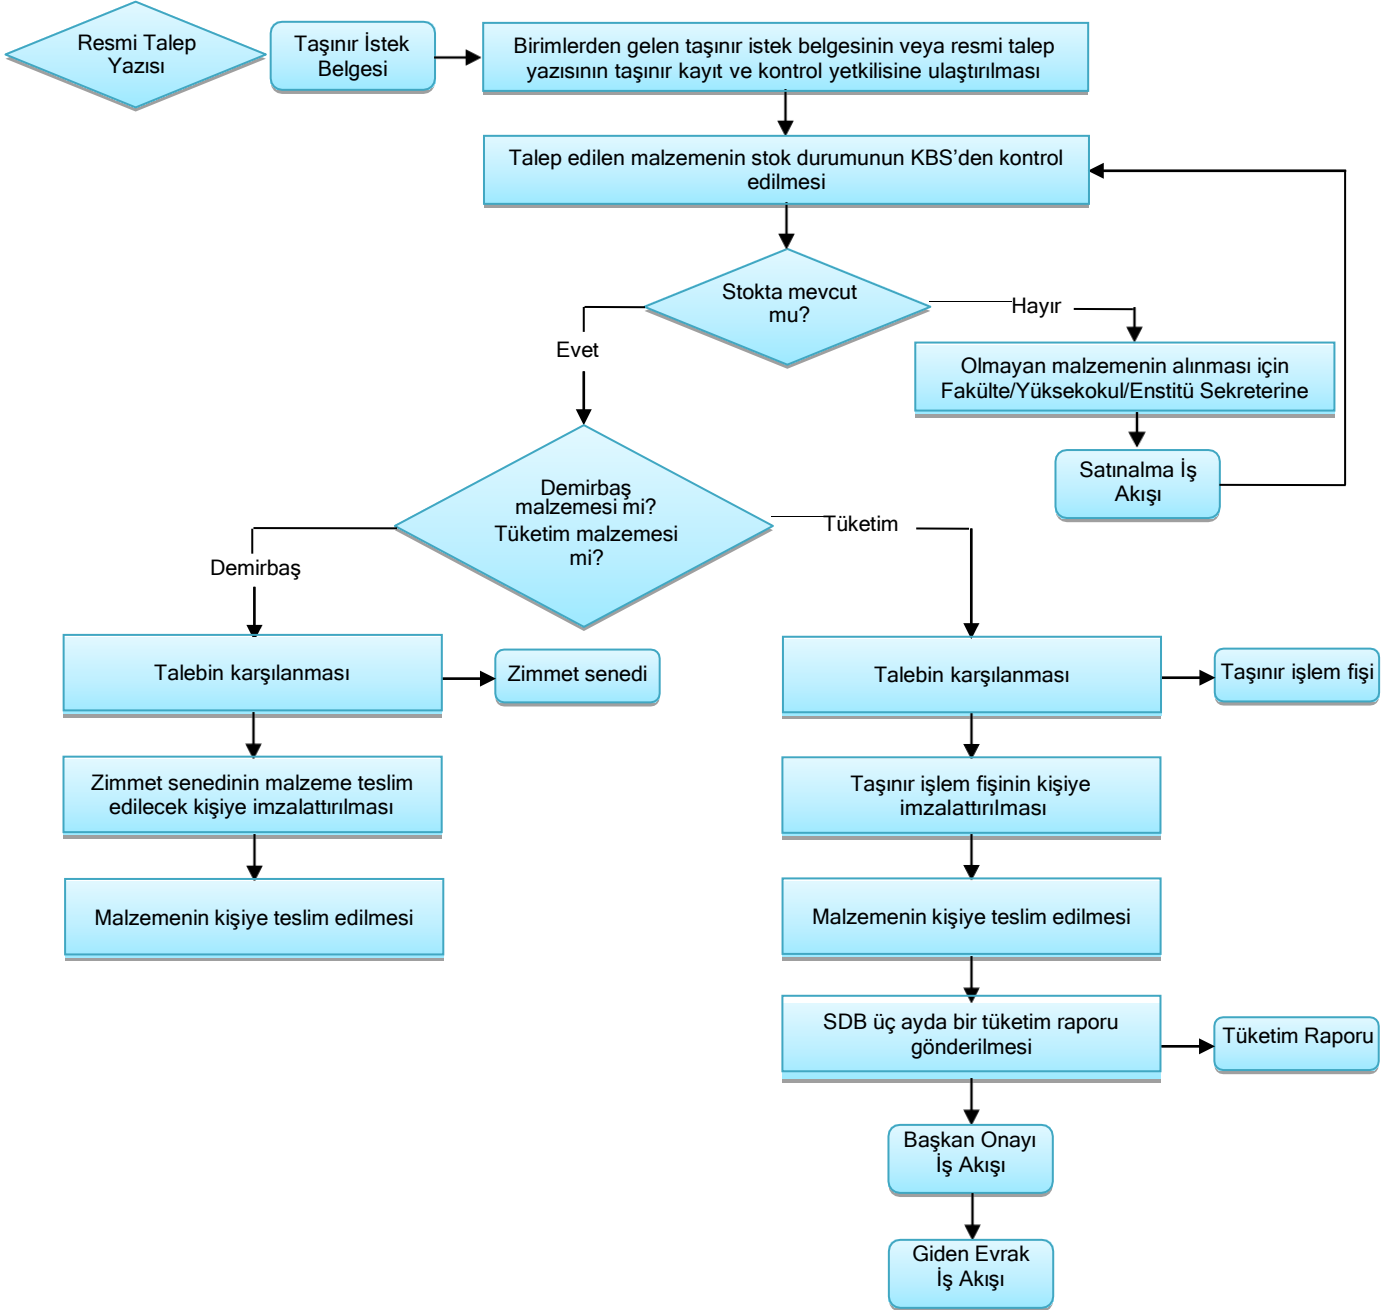 Resmi Talep
Yazısı
Taşınır İstek
Belgesi
Birimlerden gelen taşınır istek belgesinin veya resmi talep
yazısının taşınır kayıt ve kontrol yetkilisine ulaştırılması
Talep edilen malzemenin stok durumunun KBS’den kontrol
edilmesi
Stokta mevcut
mu?
Hayır
Evet
Olmayan malzemenin alınması için
Fakülte/Yüksekokul/Enstitü Sekreterine
Satınalma İş
Akışı
Demirbaş
malzemesi mi?
Tüketim malzemesi
mi?
Tüketim
Demirbaş
Talebin karşılanması
Zimmet senedi
Talebin karşılanması
Taşınır işlem fişi
Zimmet senedinin malzeme teslim
edilecek kişiye imzalattırılması
Taşınır işlem fişinin kişiye
imzalattırılması
Malzemenin kişiye teslim edilmesi
Malzemenin kişiye teslim edilmesi
SDB üç ayda bir tüketim raporu
gönderilmesi
Tüketim Raporu
Başkan Onayı
İş Akışı
Giden Evrak
İş Akışı